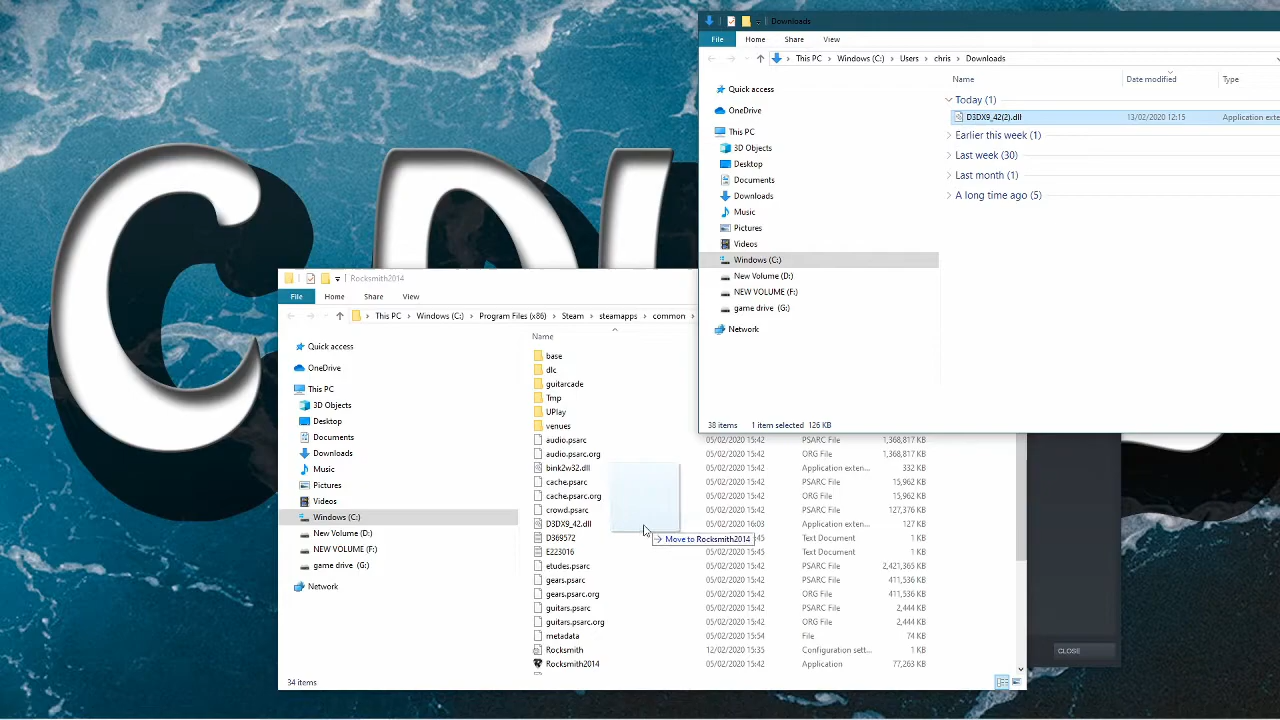 Downloads
File Home Share View
This PC Windows (C:) Users chris Downloads
Name Date modified Type
Quick access
OneDrive
This PC
3D Objects
Desktop
Documents
Downloads
Music
Pictures
Videos
Windows (C:)
New Volume (D:)
NEW VOLUME (F:)
game drive (G:)
Network
Today (1)
D3DX9_42(2).dll 13/02/2020 12:15 Application exte
Earlier this week (1)
Last week (30)
Last month (1)
A long time ago (5)
38 items 1 item selected 126 KB
Rocksmith2014
File Home Share View
This PC Windows (C:) Program Files (x86) Steam steamapps common
Name
Quick access
OneDrive
This PC
3D Objects
Desktop
Documents
Downloads
Music
Pictures
Videos
Windows (C:)
New Volume (D:)
NEW VOLUME (F:)
game drive (G:)
Network
base
dlc
guitarcade
Tmp
UPlay
venues
audio.psarc 05/02/2020 15:42 PSARC File 1,368,817 KB
audio.psarc.org 05/02/2020 15:42 ORG File 1,368,817 KB
bink2w32.dll 05/02/2020 15:42 Application exten... 332 KB
cache.psarc 05/02/2020 15:42 PSARC File 15,962 KB
cache.psarc.org 05/02/2020 15:42 ORG File 15,962 KB
crowd.psarc 05/02/2020 15:42 PSARC File 127,376 KB
D3DX9_42.dll 05/02/2020 16:03 Application exten... 127 KB
D369572 :45 Text Document 1 KB
Move to Rocksmith2014
E223016 05/02/2020 15:45 Text Document 1 KB
etudes.psarc 05/02/2020 15:42 PSARC File 2,421,365 KB
gears.psarc 05/02/2020 15:42 PSARC File 411,536 KB
gears.psarc.org 05/02/2020 15:42 ORG File 411,536 KB
guitars.psarc 05/02/2020 15:42 PSARC File 2,444 KB
guitars.psarc.org 05/02/2020 15:42 ORG File 2,444 KB
metadata 05/02/2020 15:54 File 74 KB
Rocksmith 12/02/2020 15:35 Configuration sett... 1 KB
Rocksmith2014 05/02/2020 15:42 Application 77,263 KB
34 items
CLOSE